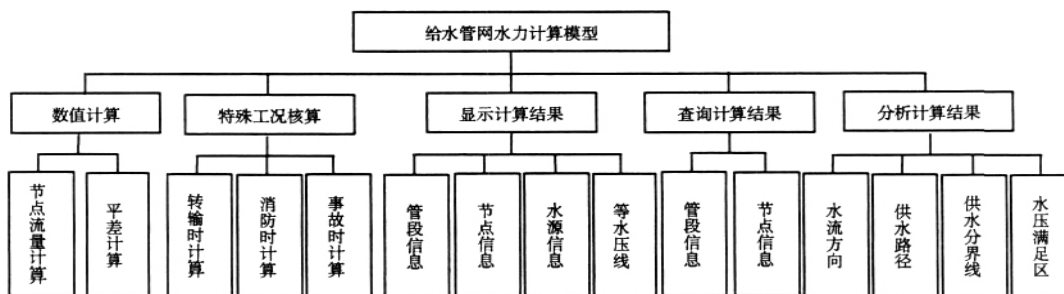 给水管网水力计算模型
数值计算
特殊工况核算
显示计算结果
查询计算结果
分析计算结果
节点流量计算
平差计算
转输时计算
消防时计算
事故时计算
管段信息
节点信息
水源信息
等水压线
管段信息
节点信息
水流方向
供水路径
供水分界线
水压满足区